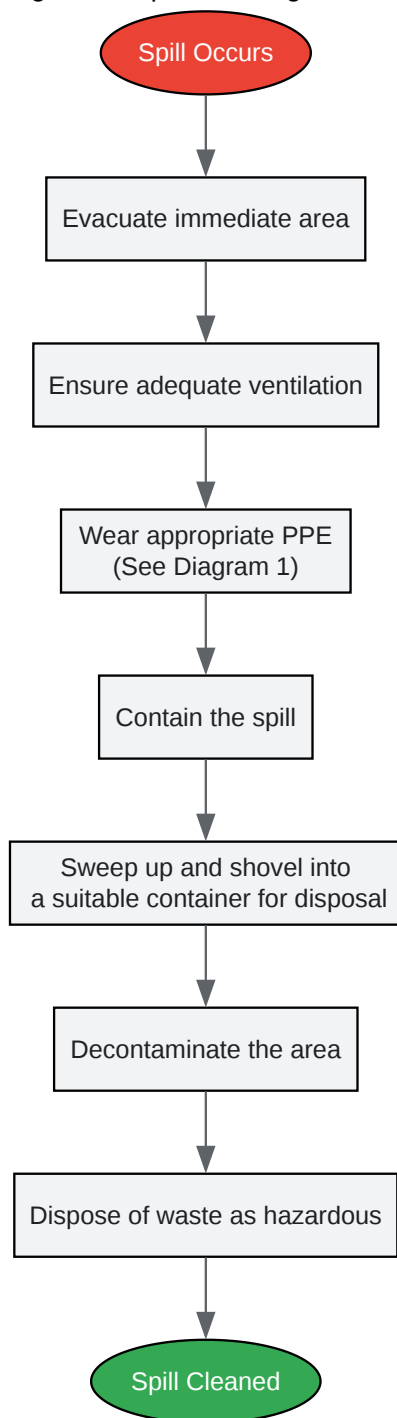 Spill Occurs
Evacuate immediate area
Ensure adequate ventilation
Wear appropriate PPE
(See Diagram 1)
Contain the spill
Sweep up and shovel into
a suitable container for disposal
Decontaminate the area
Dispose of waste as hazardous
Spill Cleaned